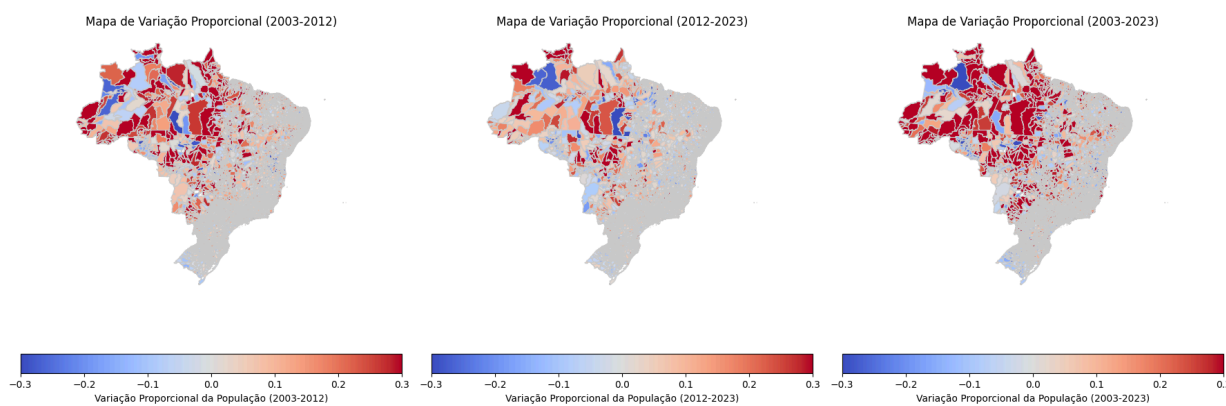 Mapa de Variação Proporcional (2003-2012)
Mapa de Variação Proporcional (2012-2023)
Mapa de Variação Proporcional (2003-2023)
−0.3 −0.2 −0.1 0.0 0.1 0.2 0.3
Variação Proporcional da População (2003-2012)
−0.3 −0.2 −0.1 0.0 0.1 0.2 0.3
Variação Proporcional da População (2012-2023)
−0.3 −0.2 −0.1 0.0 0.1 0.2 0.
Variação Proporcional da População (2003-2023)